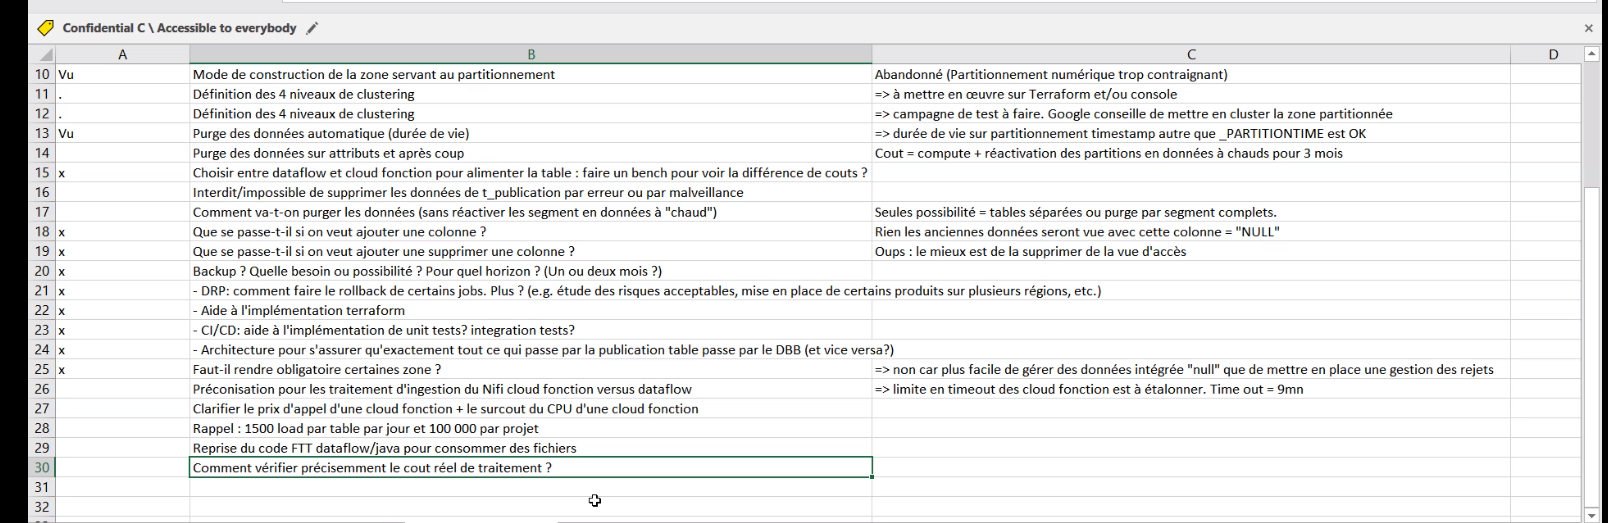 Confidential C \ Accessible to everybody
A B C D
10 Vu Mode de construction de la zone servant au partitionnement Abandonné (Partitionnement numérique trop contraignant)
11 . Définition des 4 niveaux de clustering => à mettre en œuvre sur Terraform et/ou console
12 . Définition des 4 niveaux de clustering => campagne de test à faire. Google conseille de mettre en cluster la zone partitionnée
13 Vu Purge des données automatique (durée de vie) => durée de vie sur partitionnement timestamp autre que _PARTITIONTIME est OK
14 Purge des données sur attributs et après coup Cout = compute + réactivation des partitions en données à chauds pour 3 mois
15 x Choisir entre dataflow et cloud fonction pour alimenter la table : faire un bench pour voir la différence de couts ?
16 Interdit/impossible de supprimer les données de t_publication par erreur ou par malveillance
17 Comment va-t-on purger les données (sans réactiver les segment en données à "chaud") Seules possibilité = tables séparées ou purge par segment complets.
18 x Que se passe-t-il si on veut ajouter une colonne ? Rien les anciennes données seront vue avec cette colonne = "NULL"
19 x Que se passe-t-il si on veut ajouter une supprimer une colonne ? Oups : le mieux est de la supprimer de la vue d'accès
20 x Backup ? Quelle besoin ou possibilité ? Pour quel horizon ? (Un ou deux mois ?)
21 x - DRP: comment faire le rollback de certains jobs. Plus ? (e.g. étude des risques acceptables, mise en place de certains produits sur plusieurs régions, etc.)
22 x - Aide à l'implémentation terraform
23 x - CI/CD: aide à l'implémentation de unit tests? integration tests?
24 x - Architecture pour s'assurer qu'exactement tout ce qui passe par la publication table passe par le DBB (et vice versa?)
25 x Faut-il rendre obligatoire certaines zone ? => non car plus facile de gérer des données intégrée "null" que de mettre en place une gestion des rejets
26 Préconisation pour les traitement d'ingestion du Nifi cloud fonction versus dataflow => limite en timeout des cloud fonction est à étalonner. Time out = 9mn
27 Clarifier le prix d'appel d'une cloud fonction + le surcout du CPU d'une cloud fonction
28 Rappel : 1500 load par table par jour et 100 000 par projet
29 Reprise du code FTT dataflow/java pour consommer des fichiers
30 Comment vérifier précisemment le cout réel de traitement ?
31
32